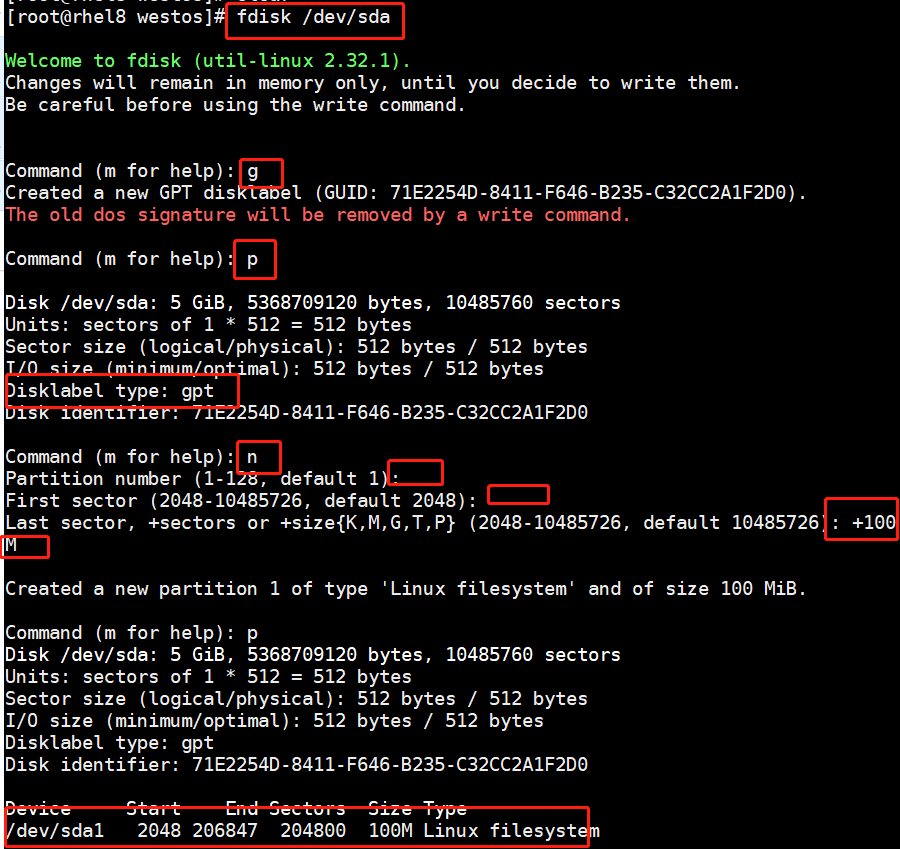 [root@rhel8 westos]# fdisk /dev/sda
Welcome to fdisk (util-linux 2.32.1).
Changes will remain in memory only, until you decide to write them.
Be careful before using the write command.
Command (m for help): g
Created a new GPT disklabel (GUID: 71E2254D-8411-F646-B235-C32CC2A1F2D0).
The old dos signature will be removed by a write command.
Command (m for help): p
Disk /dev/sda: 5 GiB, 5368709120 bytes, 10485760 sectors
Units: sectors of 1 * 512 = 512 bytes
Sector size (logical/physical): 512 bytes / 512 bytes
I/O size (minimum/optimal): 512 bytes / 512 bytes
Disklabel type: gpt
Disk identifier: 71E2254D-8411-F646-B235-C32CC2A1F2D0
Command (m for help): n
Partition number (1-128, default 1):
First sector (2048-10485726, default 2048):
Last sector, +sectors or +size{K,M,G,T,P} (2048-10485726, default 10485726): +100
M
Created a new partition 1 of type 'Linux filesystem' and of size 100 MiB.
Command (m for help): p
Disk /dev/sda: 5 GiB, 5368709120 bytes, 10485760 sectors
Units: sectors of 1 * 512 = 512 bytes
Sector size (logical/physical): 512 bytes / 512 bytes
I/O size (minimum/optimal): 512 bytes / 512 bytes
Disklabel type: gpt
Disk identifier: 71E2254D-8411-F646-B235-C32CC2A1F2D0
Device Start End Sectors Size Type
/dev/sda1 2048 206847 204800 100M Linux filesystem